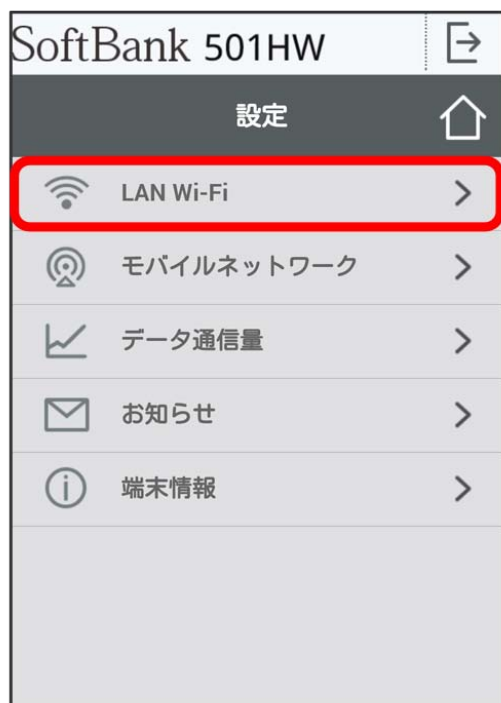 SoftBank 501HW
設定
LAN Wi-Fi
モバイルネットワーク
データ通信量
お知らせ
端末情報